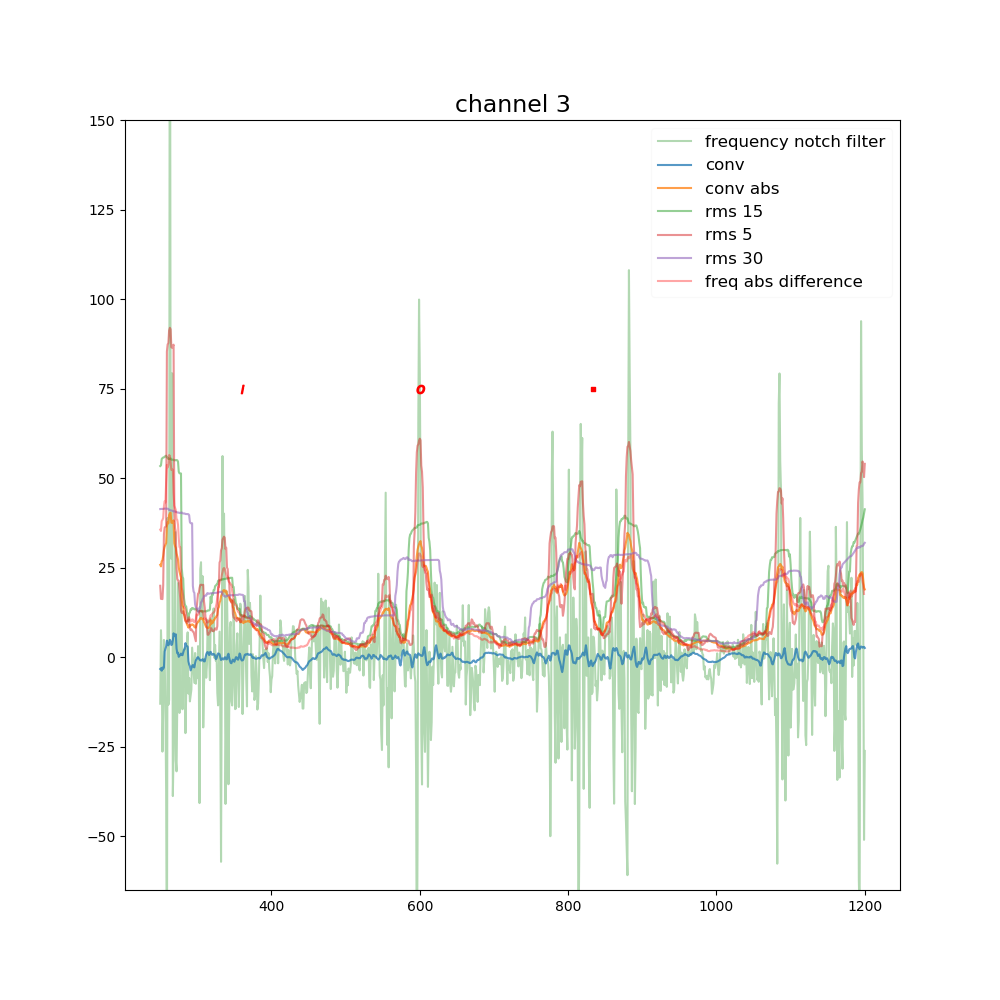 channel 3
150
125
100
75
50
25
0
−25
−50
400
600
800
1000
1200
frequency notch filter
conv
conv abs
rms 15
rms 5
rms 30
freq abs difference
I
o
.